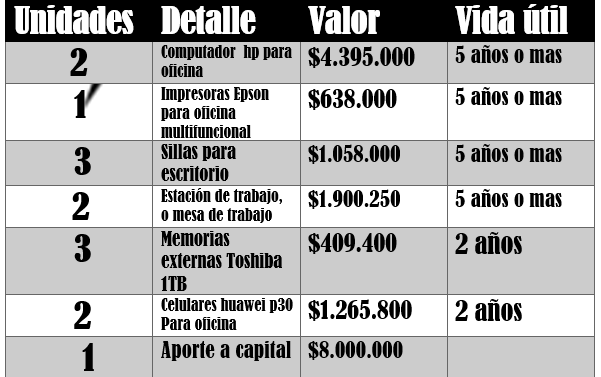 Unidades Detalle Valor Vida útil
2 Computador hp para oficina $4.395.000 5 años o mas
1 Impresoras Epson para oficina multifuncional $638.000 5 años o mas
3 Sillas para escritorio $1.058.000 5 años o mas
2 Estación de trabajo, o mesa de trabajo $1.900.250 5 años o mas
3 Memorias externas Toshiba 1TB $409.400 2 años
2 Celulares huawei p30 Para oficina $1.265.800 2 años
1 Aporte a capital $8.000.000